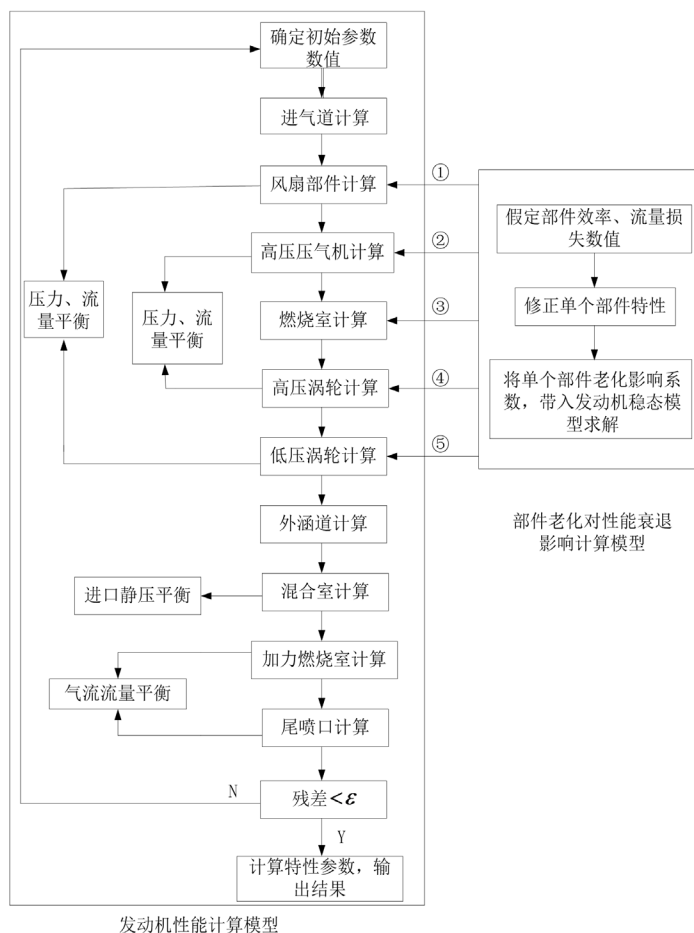 确定初始参数
数值
进气道计算
①
风扇部件计算
假定部件效率、流量损
失数值
②
高压压气机计算
压力、流
量平衡
压力、流
量平衡
③
燃烧室计算
修正单个部件特性
④
高压涡轮计算
将单个部件老化影响系
数，带入发动机稳态模
型求解
⑤
低压涡轮计算
外涵道计算
部件老化对性能衰退
影响计算模型
进口静压平衡
混合室计算
加力燃烧室计算
气流流量平衡
尾喷口计算
N
残差<ε
Y
计算特性参数，输
出结果
发动机性能计算模型